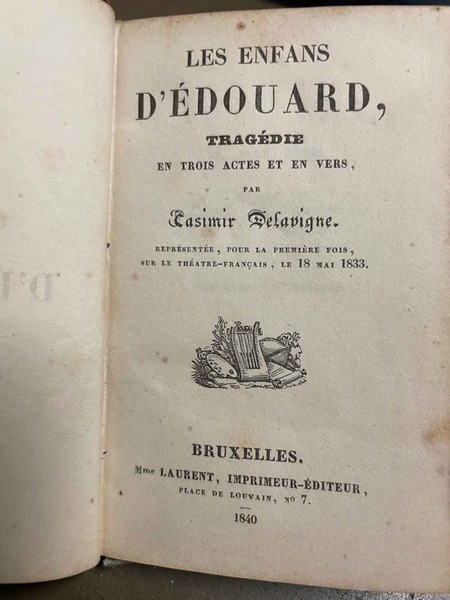 LES ENFANS
D'ÉDOUARD,
TRAGÉDIE
EN TROIS ACTES ET EN VERS,
PAR
Casimir Delavigne.
REPRÉSENTÉE, POUR LA PREMIÈRE FOIS,
SUR LE THÉATRE-FRANÇAIS, LE 18 MAI 1833.
BRUXELLES.
Mme LAURENT, IMPRIMEUR-ÉDITEUR,
PLACE DE LOUVAIN, No 7.
—
1840